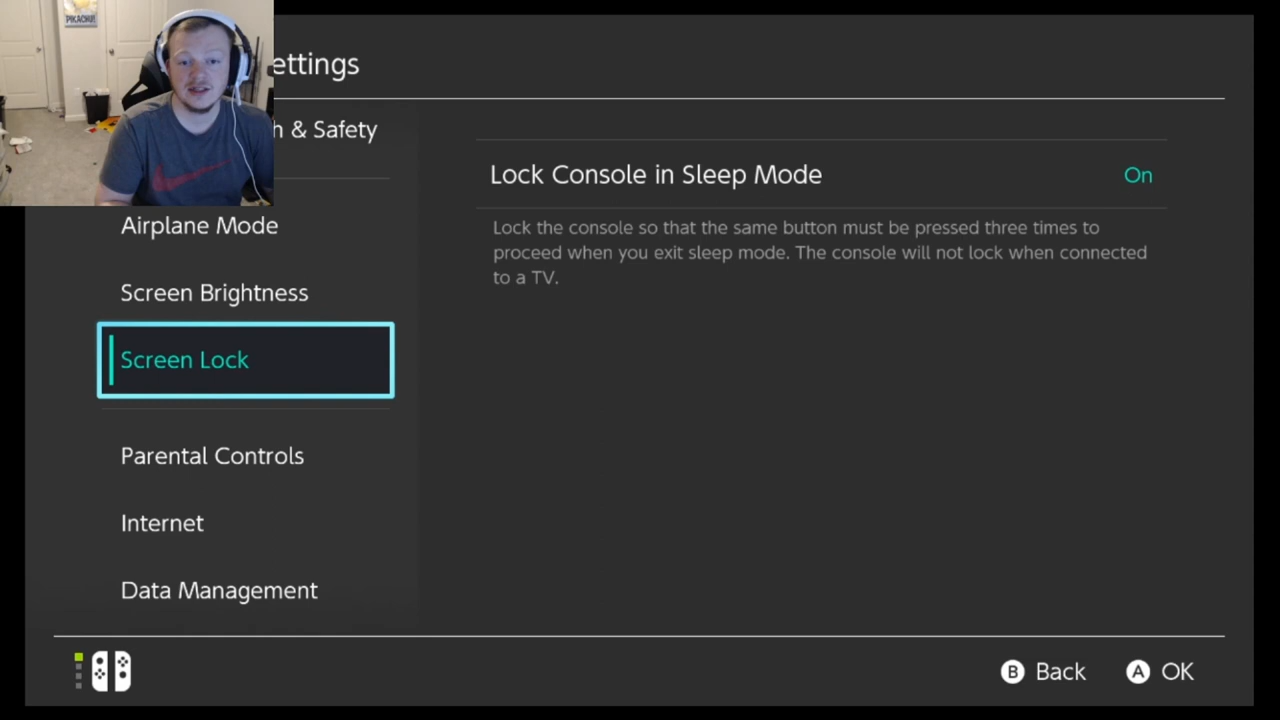 PIKACHU!
ettings
h & Safety
Airplane Mode
Screen Brightness
Screen Lock
Parental Controls
Internet
Data Management
Lock Console in Sleep Mode
On
Lock the console so that the same button must be pressed three times to
proceed when you exit sleep mode. The console will not lock when connected
to a TV.
B Back
A OK